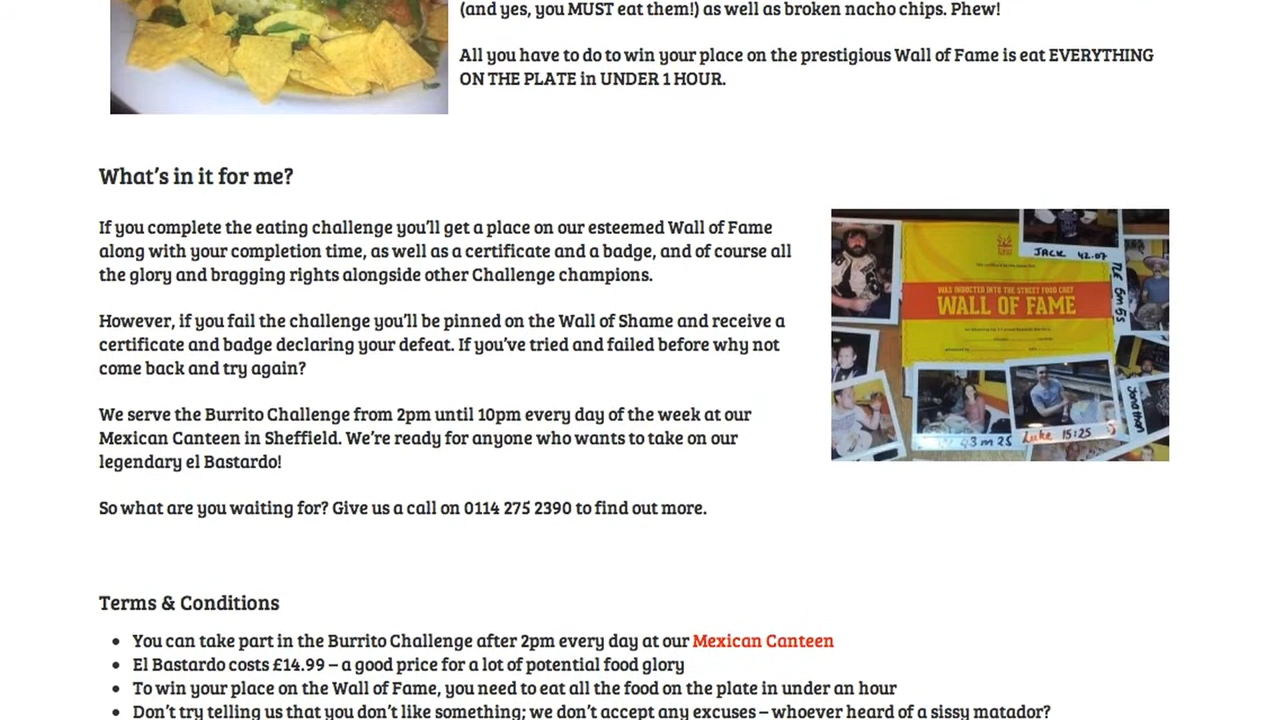 (and yes, you MUST eat them!) as well as broken nacho chips. Phew!
All you have to do to win your place on the prestigious Wall of Fame is eat EVERYTHING
ON THE PLATE in UNDER 1 HOUR.
What's in it for me?
If you complete the eating challenge you'll get a place on our esteemed Wall of Fame
along with your completion time, as well as a certificate and a badge, and of course all
the glory and bragging rights alongside other Challenge champions.
However, if you fail the challenge you'll be pinned on the Wall of Shame and receive a
certificate and badge declaring your defeat. If you've tried and failed before why not
come back and try again?
We serve the Burrito Challenge from 2pm until 10pm every day of the week at our
Mexican Canteen in Sheffield. We're ready for anyone who wants to take on our
legendary el Bastardo!
So what are you waiting for? Give us a call on 0114 275 2390 to find out more.
JACK 42.07
WAS INDUCTED INTO THE STREET FOOD CHEF
WALL OF FAME
43 m 25
Luke 15:25
Jonathan
Terms & Conditions
• You can take part in the Burrito Challenge after 2pm every day at our Mexican Canteen
• El Bastardo costs £14.99 – a good price for a lot of potential food glory
• To win your place on the Wall of Fame, you need to eat all the food on the plate in under an hour
• Don't try telling us that you don't like something; we don't accept any excuses – whoever heard of a sissy matador?